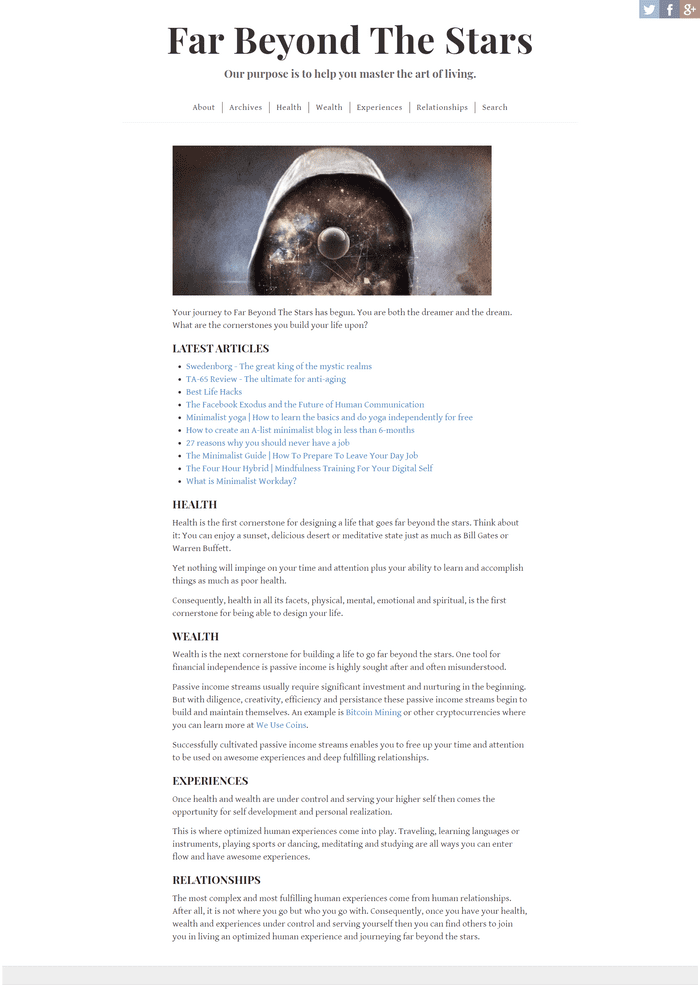 Far Beyond The Stars
Our purpose is to help you master the art of living.
About | Archives | Health | Wealth | Experiences | Relationships | Search
Your journey to Far Beyond The Stars has begun. You are both the dreamer and the dream.
What are the cornerstones you build your life upon?
LATEST ARTICLES
• Swedenborg - The great king of the mystic realms
• TA-65 Review - The ultimate for anti-aging
• Best Life Hacks
• The Facebook Exodus and the Future of Human Communication
• Minimalist yoga | How to learn the basics and do yoga independently for free
• How to create an A-list minimalist blog in less than 6-months
• 27 reasons why you should never have a job
• The Minimalist Guide | How To Prepare To Leave Your Day Job
• The Four Hour Hybrid | Mindfulness Training For Your Digital Self
• What is Minimalist Workday?
HEALTH
Health is the first cornerstone for designing a life that goes far beyond the stars. Think about
it: You can enjoy a sunset, delicious desert or meditative state just as much as Bill Gates or
Warren Buffett.
Yet nothing will impinge on your time and attention plus your ability to learn and accomplish
things as much as poor health.
Consequently, health in all its facets, physical, mental, emotional and spiritual, is the first
cornerstone for being able to design your life.
WEALTH
Wealth is the next cornerstone for building a life to go far beyond the stars. One tool for
financial independence is passive income is highly sought after and often misunderstood.
Passive income streams usually require significant investment and nurturing in the beginning.
But with diligence, creativity, efficiency and persistance these passive income streams begin to
build and maintain themselves. An example is Bitcoin Mining or other cryptocurrencies where
you can learn more at We Use Coins.
Successfully cultivated passive income streams enables you to free up your time and attention
to be used on awesome experiences and deep fulfilling relationships.
EXPERIENCES
Once health and wealth are under control and serving your higher self then comes the
opportunity for self development and personal realization.
This is where optimized human experiences come into play. Traveling, learning languages or
instruments, playing sports or dancing, meditating and studying are all ways you can enter
flow and have awesome experiences.
RELATIONSHIPS
The most complex and most fulfilling human experiences come from human relationships.
After all, it is not where you go but who you go with. Consequently, once you have your health,
wealth and experiences under control and serving yourself then you can find others to join
you in living an optimized human experience and journeying far beyond the stars.